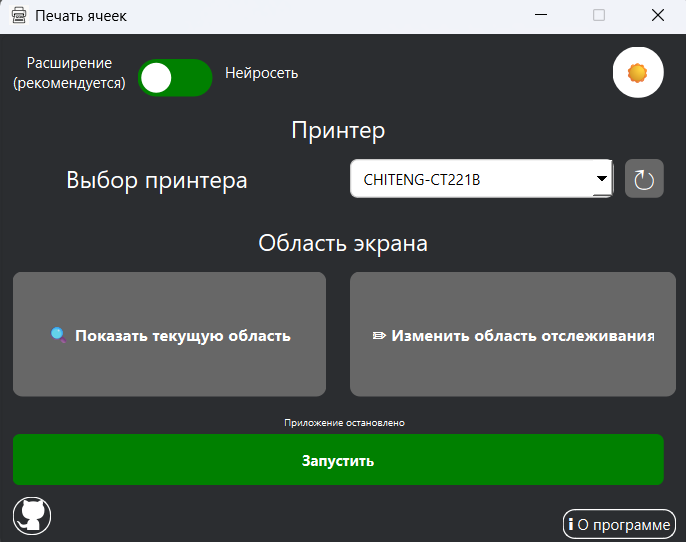 Печать ячеек
Расширение
(рекомендуется)
Нейросеть
Принтер
Выбор принтера
CHITENG-CT221B
Область экрана
🔍 Показать текущую область
✏ Изменить область отслеживания
Приложение остановлено
Запустить
ℹ О программе